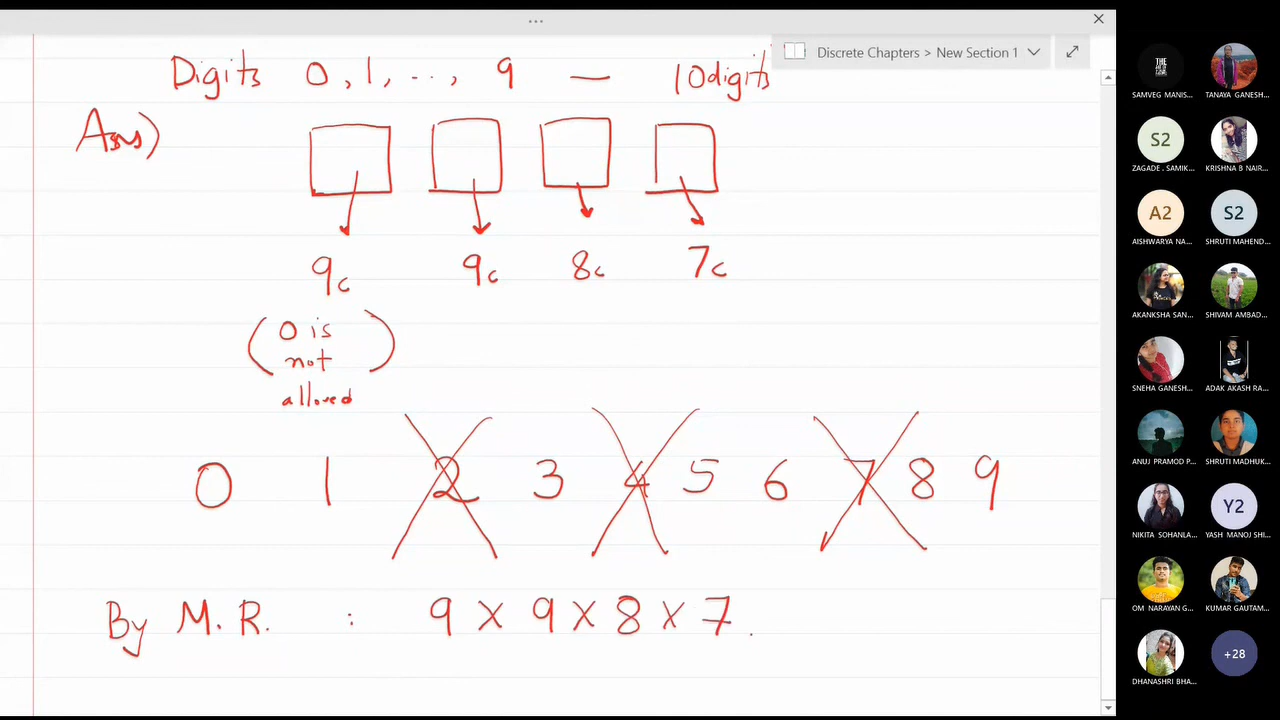 ...
Discrete Chapters > New Section 1
Digits 0, 1, ..., 9 — 10 digits
Ans)
9c 9c 8c 7c
(0 is
not
allowed)
0 1 2 3 4 5 6 7 8 9
By M. R. : 9 × 9 × 8 × 7.
SAMVEG MANIS... TANAYA GANESH...
S2
ZAGADE . SAMIK... KRISHNA B NAIR...
A2 S2
AISHWARYA NA... SHRUTI MAHEND...
AKANKSHA SAN... SHIVAM AMBAD...
SNEHA GANESH... ADAK AKASH RA...
ANUJ PRAMOD P... SHRUTI MADHUK...
Y2
NIKITA SOHANLA... YASH MANOJ SHI...
OM NARAYAN G... KUMAR GAUTAM...
+28
DHANASHRI BHA...